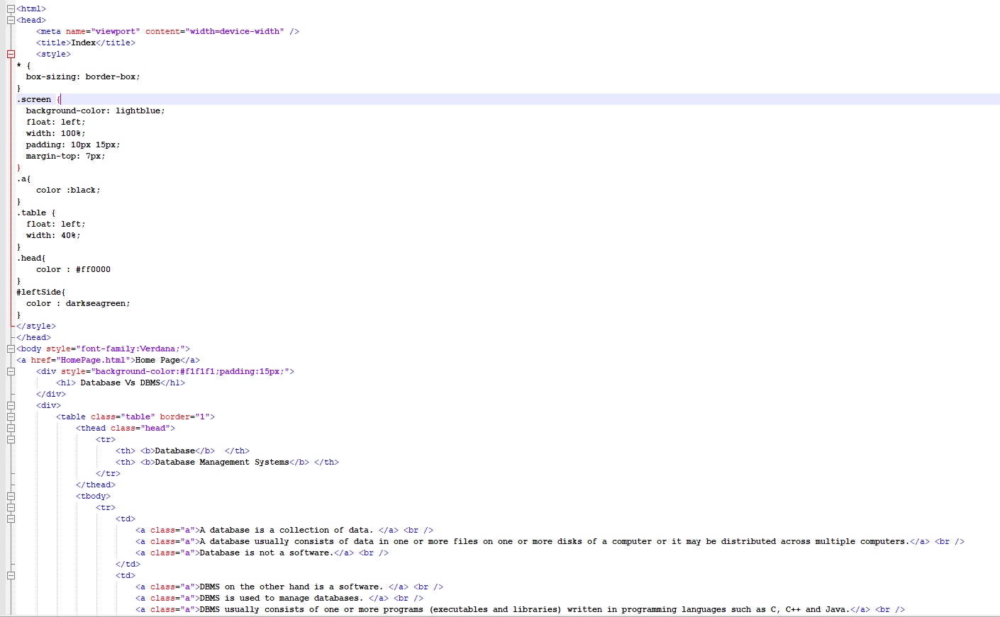 <html>
<head>
    <meta name="viewport" content="width=device-width" />
    <title>Index</title>
    <style>
* {
  box-sizing: border-box;
}
.screen {
  background-color: lightblue;
  float: left;
  width: 100%;
  padding: 10px 15px;
  margin-top: 7px;
}
.a{
    color :black;
}
.table {
  float: left;
  width: 40%;
}
.head{
    color : #ff0000
}
#leftSide{
  color : darkseagreen;
}
</style>
</head>
<body style="font-family:Verdana;">
<a href="HomePage.html">Home Page</a>
    <div style="background-color:#f1f1f1;padding:15px;">
        <h1> Database Vs DBMS</h1>
    </div>
    <div>
        <table class="table" border="1">
            <thead class="head">
                <tr>
                    <th> <b>Database</b>  </th>
                    <th> <b>Database Management Systems</b> </th>
                </tr>
            </thead>
            <tbody>
                <tr>
                    <td>
                        <a class="a">A database is a collection of data. </a> <br />
                        <a class="a">A database usually consists of data in one or more files on one or more disks of a computer or it may be distributed across multiple computers.</a> <br />
                        <a class="a">Database is not a software.</a> <br />
                    </td>
                    <td>
                        <a class="a">DBMS on the other hand is a software. </a> <br />
                        <a class="a">DBMS is used to manage databases. </a> <br />
                        <a class="a">DBMS usually consists of one or more programs (executables and libraries) written in programming languages such as C, C++ and Java.</a> <br />